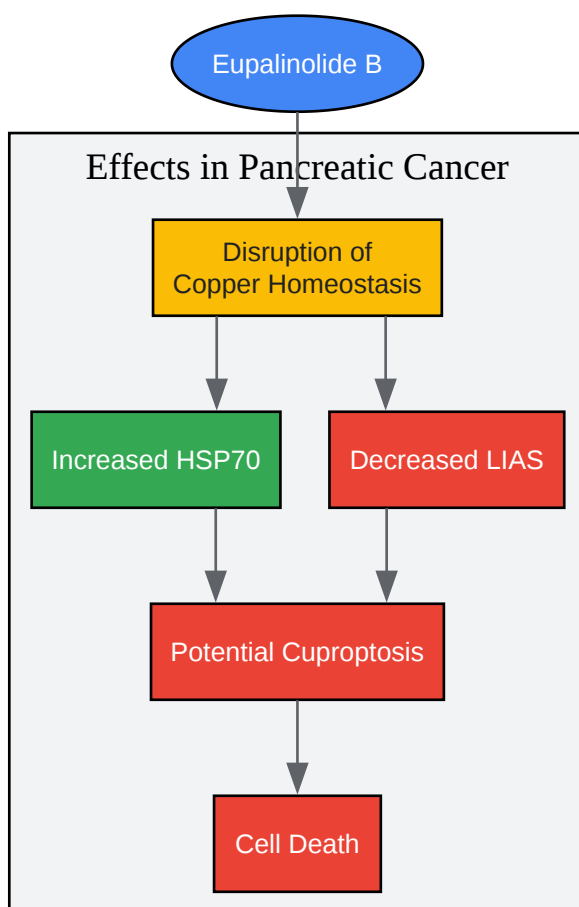 Eupalinolide B
Effects in Pancreatic Cancer
Disruption of
Copper Homeostasis
Increased HSP70
Decreased LIAS
Potential Cuproptosis
Cell Death